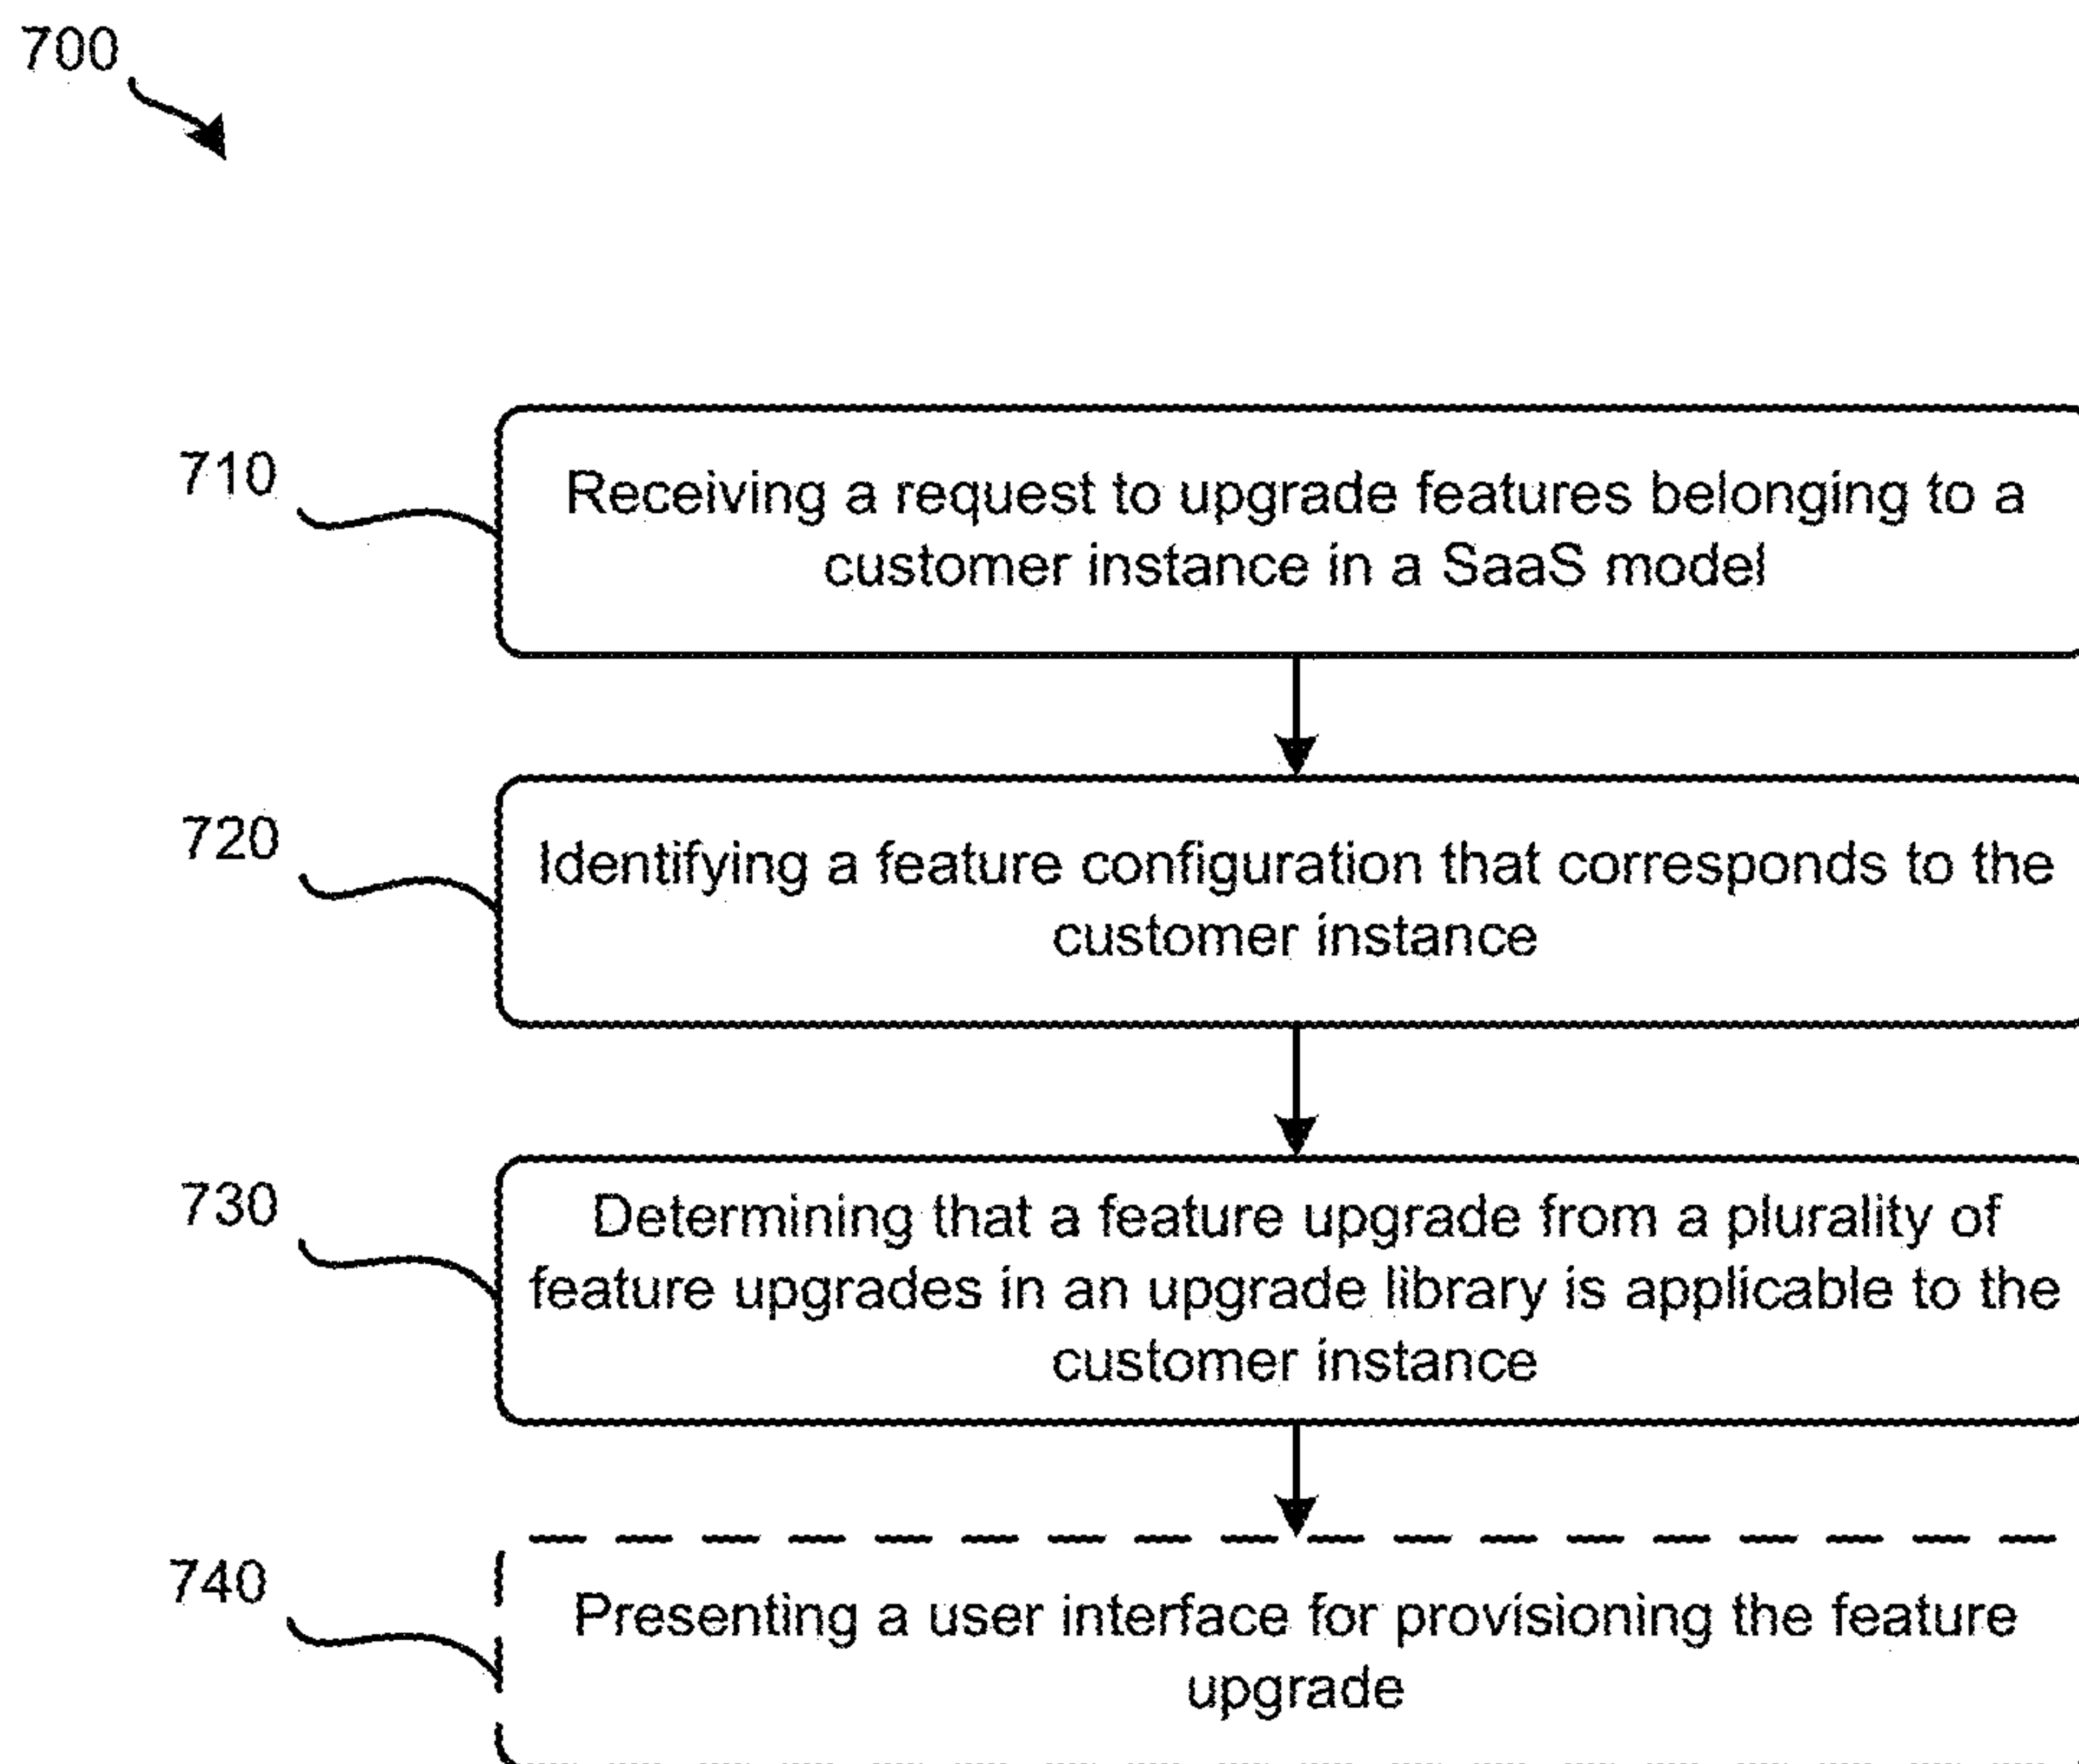 700
710
Receiving a request to upgrade features belonging to a
customer instance in a SaaS model
720
Identifying a feature configuration that corresponds to the
customer instance
730
Determining that a feature upgrade from a plurality of
feature upgrades in an upgrade library is applicable to the
customer instance
740
Presenting a user interface for provisioning the feature
upgrade